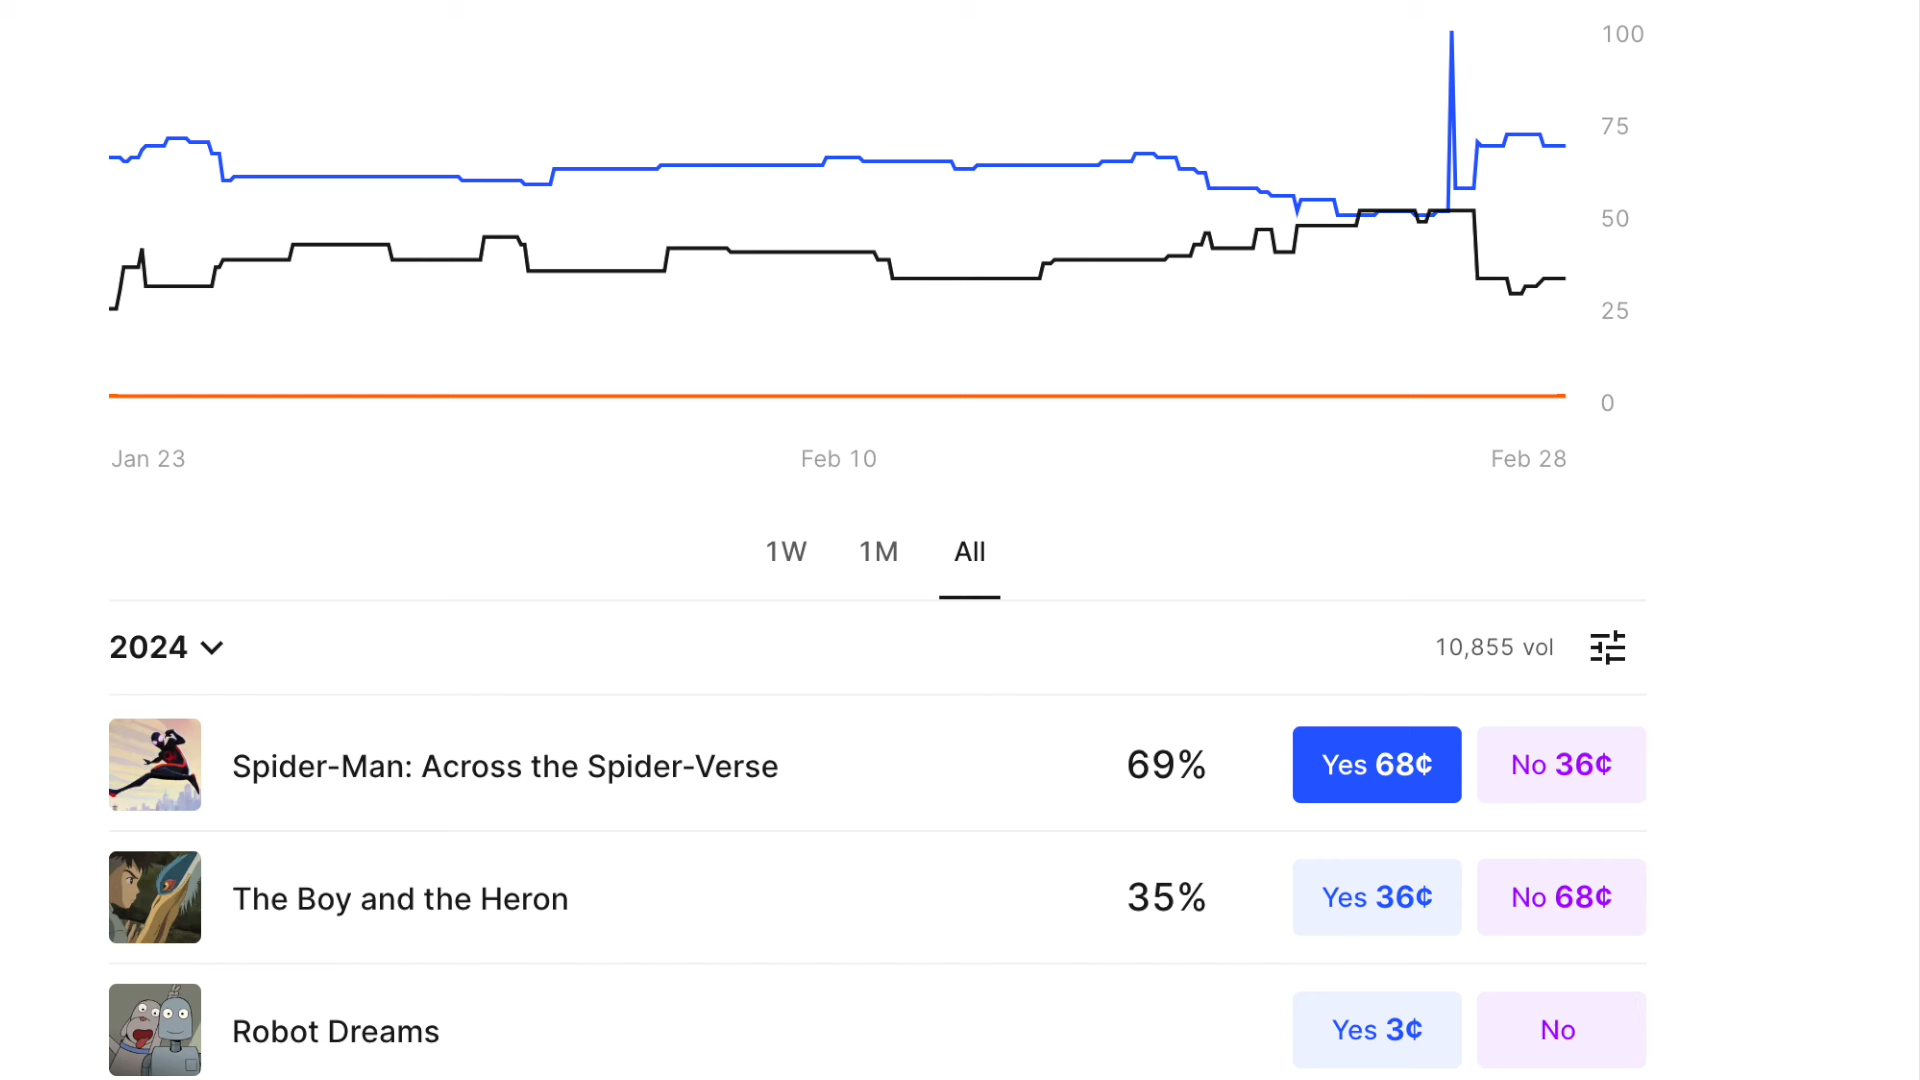 100
75
50
25
0
Jan 23 Feb 10 Feb 28
1W 1M All
2024 10,855 vol
Spider-Man: Across the Spider-Verse 69% Yes 68¢ No 36¢
The Boy and the Heron 35% Yes 36¢ No 68¢
Robot Dreams Yes 3¢ No